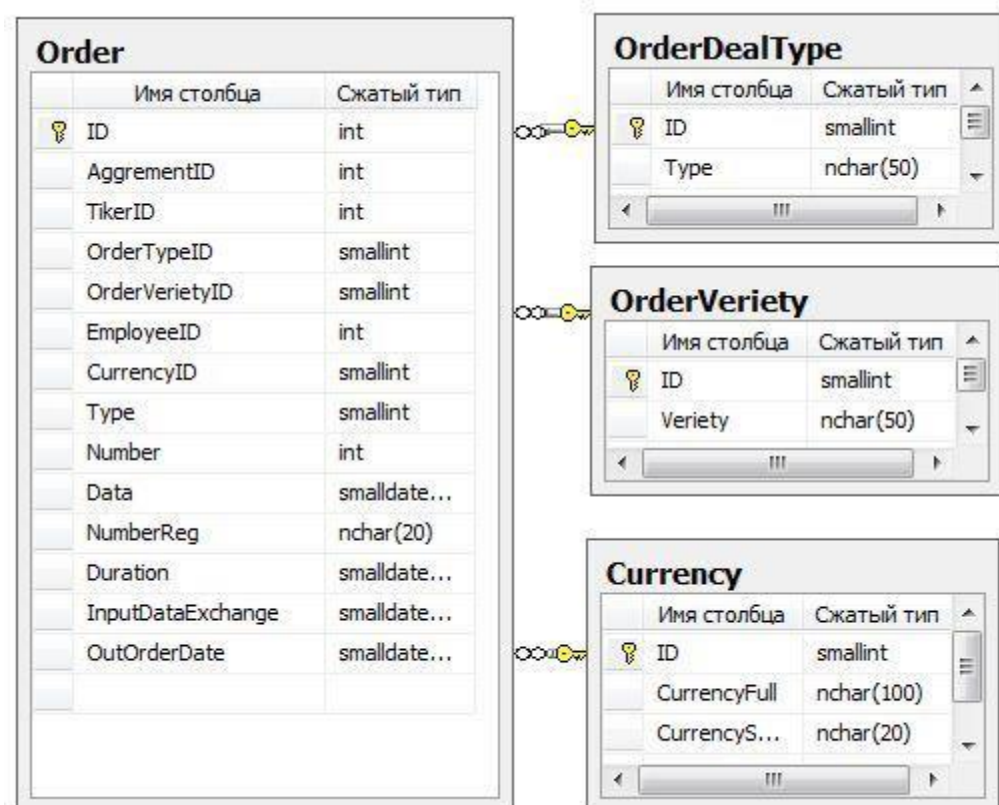 Order
Имя столбца Сжатый тип
ID int
AggrementID int
TikerID int
OrderTypeID smallint
OrderVerietyID smallint
EmployeeID int
CurrencyID smallint
Type smallint
Number int
Data smalldate...
NumberReg nchar(20)
Duration smalldate...
InputDataExchange smalldate...
OutOrderDate smalldate...
OrderDealType
Имя столбца Сжатый тип
ID smallint
Type nchar(50)
OrderVeriety
Имя столбца Сжатый тип
ID smallint
Veriety nchar(50)
Currency
Имя столбца Сжатый тип
ID smallint
CurrencyFull nchar(100)
CurrencyS... nchar(20)